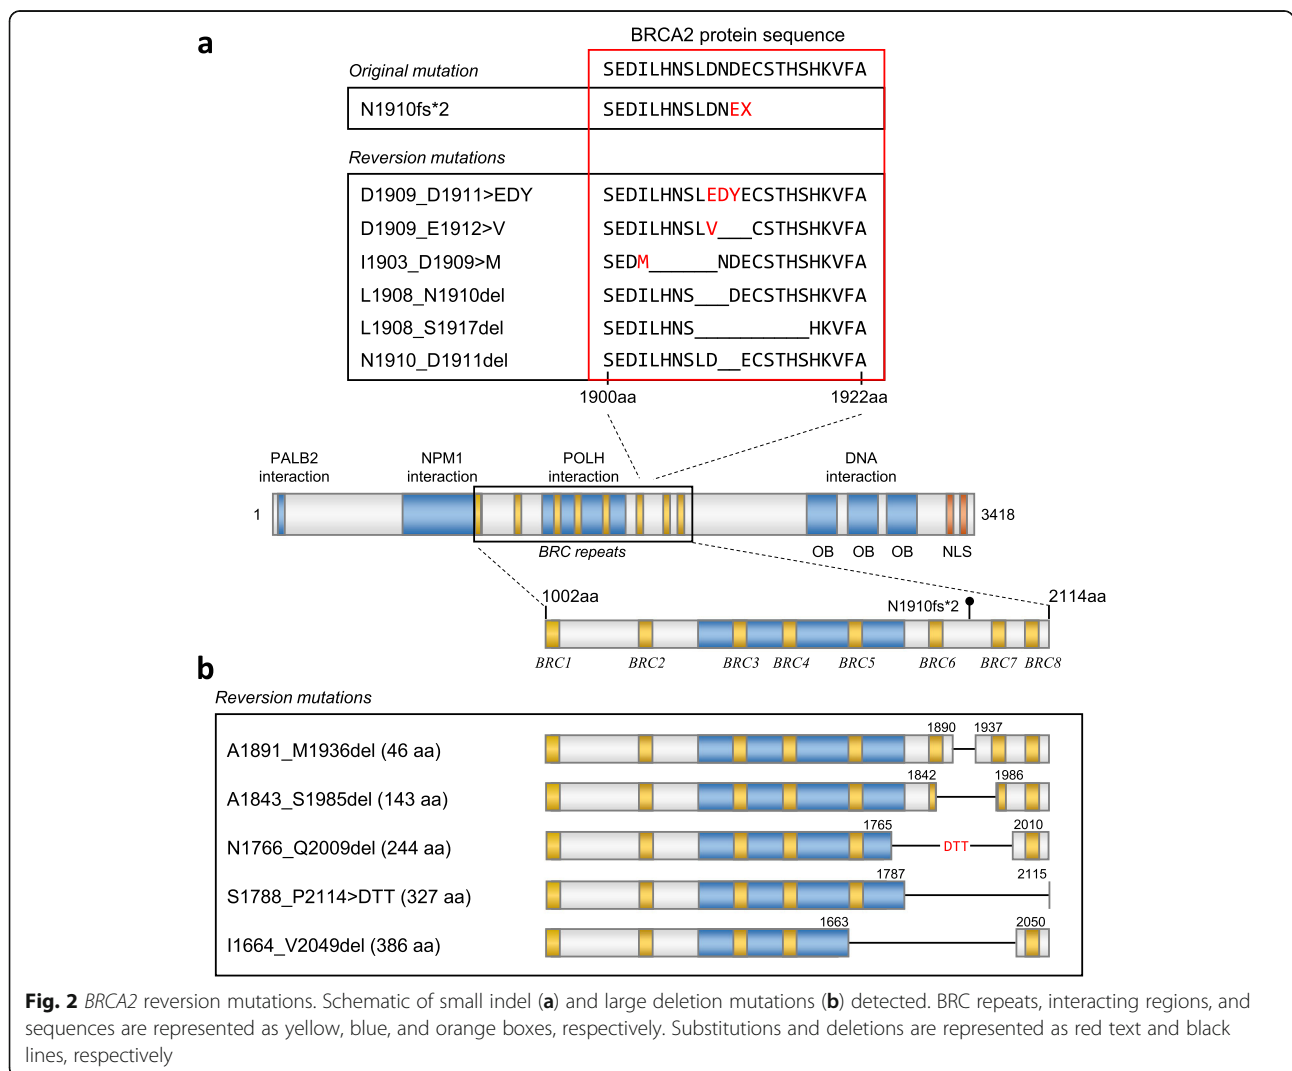 a
BRCA2 protein sequence
Original mutation
SEDILHNSLDNDECSTHSHKVFA
N1910fs*2
SEDILHNSLDNEX
Reversion mutations
D1909_D1911>EDY
SEDILHNSLEDYECSTHSHKVFA
D1909_E1912>V
SEDILHNSLV___CSTHSHKVFA
I1903_D1909>M
SEDM______NDECSTHSHKVFA
L1908_N1910del
SEDILHNS___DECSTHSHKVFA
L1908_S1917del
SEDILHNS__________HKVFA
N1910_D1911del
SEDILHNSLD__ECSTHSHKVFA
1900aa 1922aa
PALB2 interaction
NPM1 interaction
POLH interaction
DNA interaction
1 3418
BRC repeats
OB OB OB NLS
1002aa 2114aa
N1910fs*2
BRC1 BRC2 BRC3 BRC4 BRC5 BRC6 BRC7 BRC8
b
Reversion mutations
1890 1937
A1891_M1936del (46 aa)
1842 1986
A1843_S1985del (143 aa)
1765 2010
N1766_Q2009del (244 aa) DTT
1787 2115
S1788_P2114>DTT (327 aa)
1663 2050
I1664_V2049del (386 aa)
Fig. 2 BRCA2 reversion mutations. Schematic of small indel (a) and large deletion mutations (b) detected. BRC repeats, interacting regions, and
sequences are represented as yellow, blue, and orange boxes, respectively. Substitutions and deletions are represented as red text and black
lines, respectively